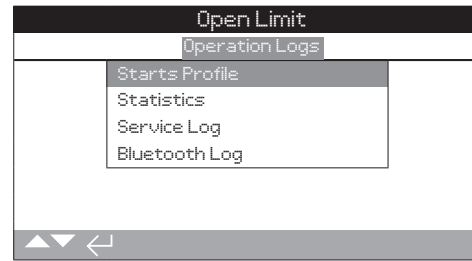 Open Limit
Operation Logs
Starts Profile
Statistics
Service Log
Bluetooth Log